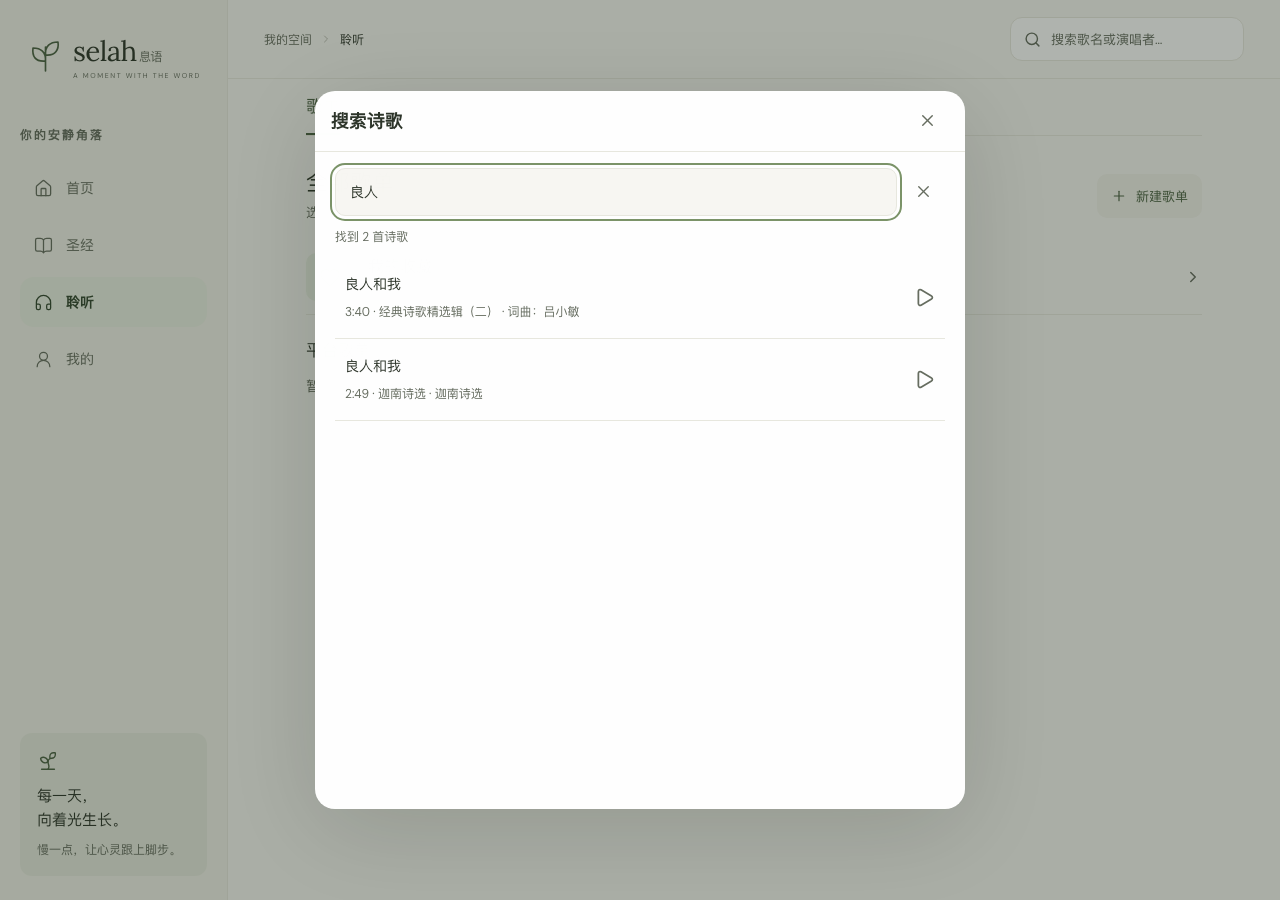 selah 息语
A MOMENT WITH THE WORD
你的安静角落
首页
圣经
聆听
我的
每一天，
向着光生长。
慢一点，让心灵跟上脚步。
我的空间
聆听
搜索歌名或演唱者…
新建歌单
搜索诗歌
良人
找到 2 首诗歌
良人和我
3:40 · 经典诗歌精选辑（二） · 词曲：吕小敏
良人和我
2:49 · 迦南诗选 · 迦南诗选